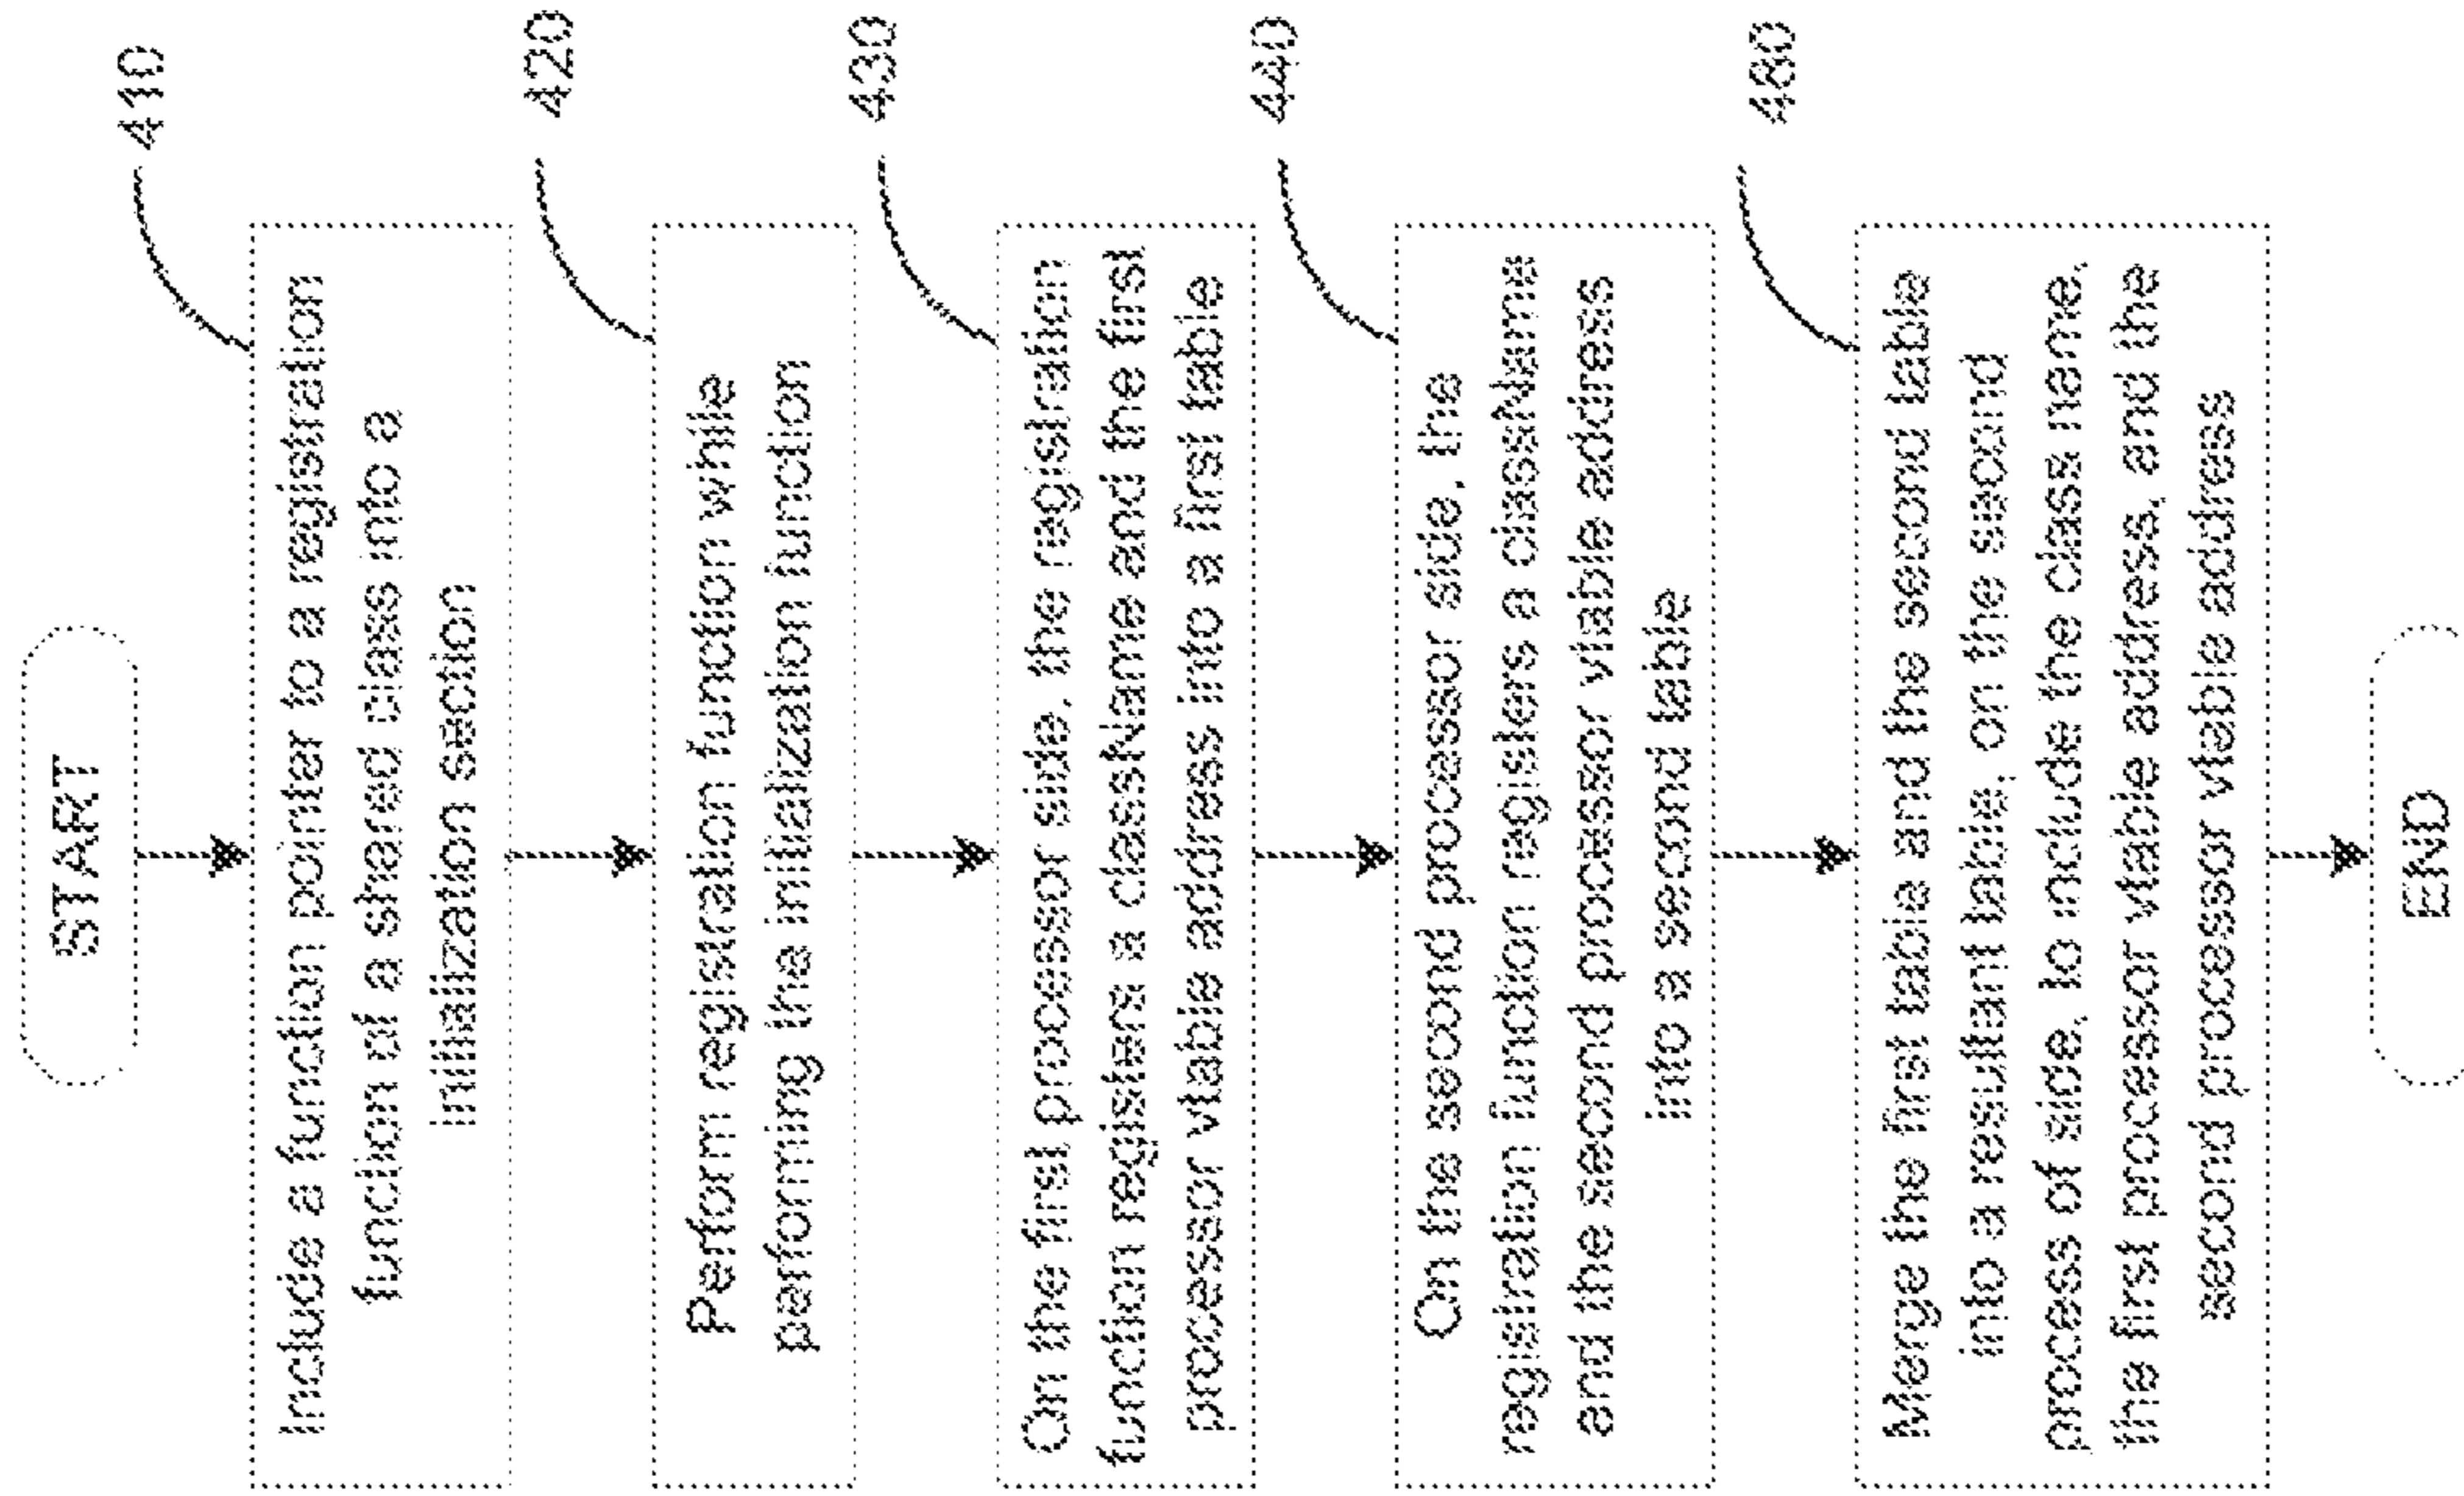 START
410
Include a function pointer to a registration
function of a shared class into a
initialization section
420
Perform registration function while
performing the initialization function
430
On the first processor side, the registration
function registers a className and the first
processor vtable address into a first table
440
On the second processor side, the
registration function registers a className
and the second processor vtable address
into a second table
480
Merge the first table and the second table
into a resultant table, on the second
process of side, to include the class name,
the first processor vtable address, and the
second processor vtable address
END